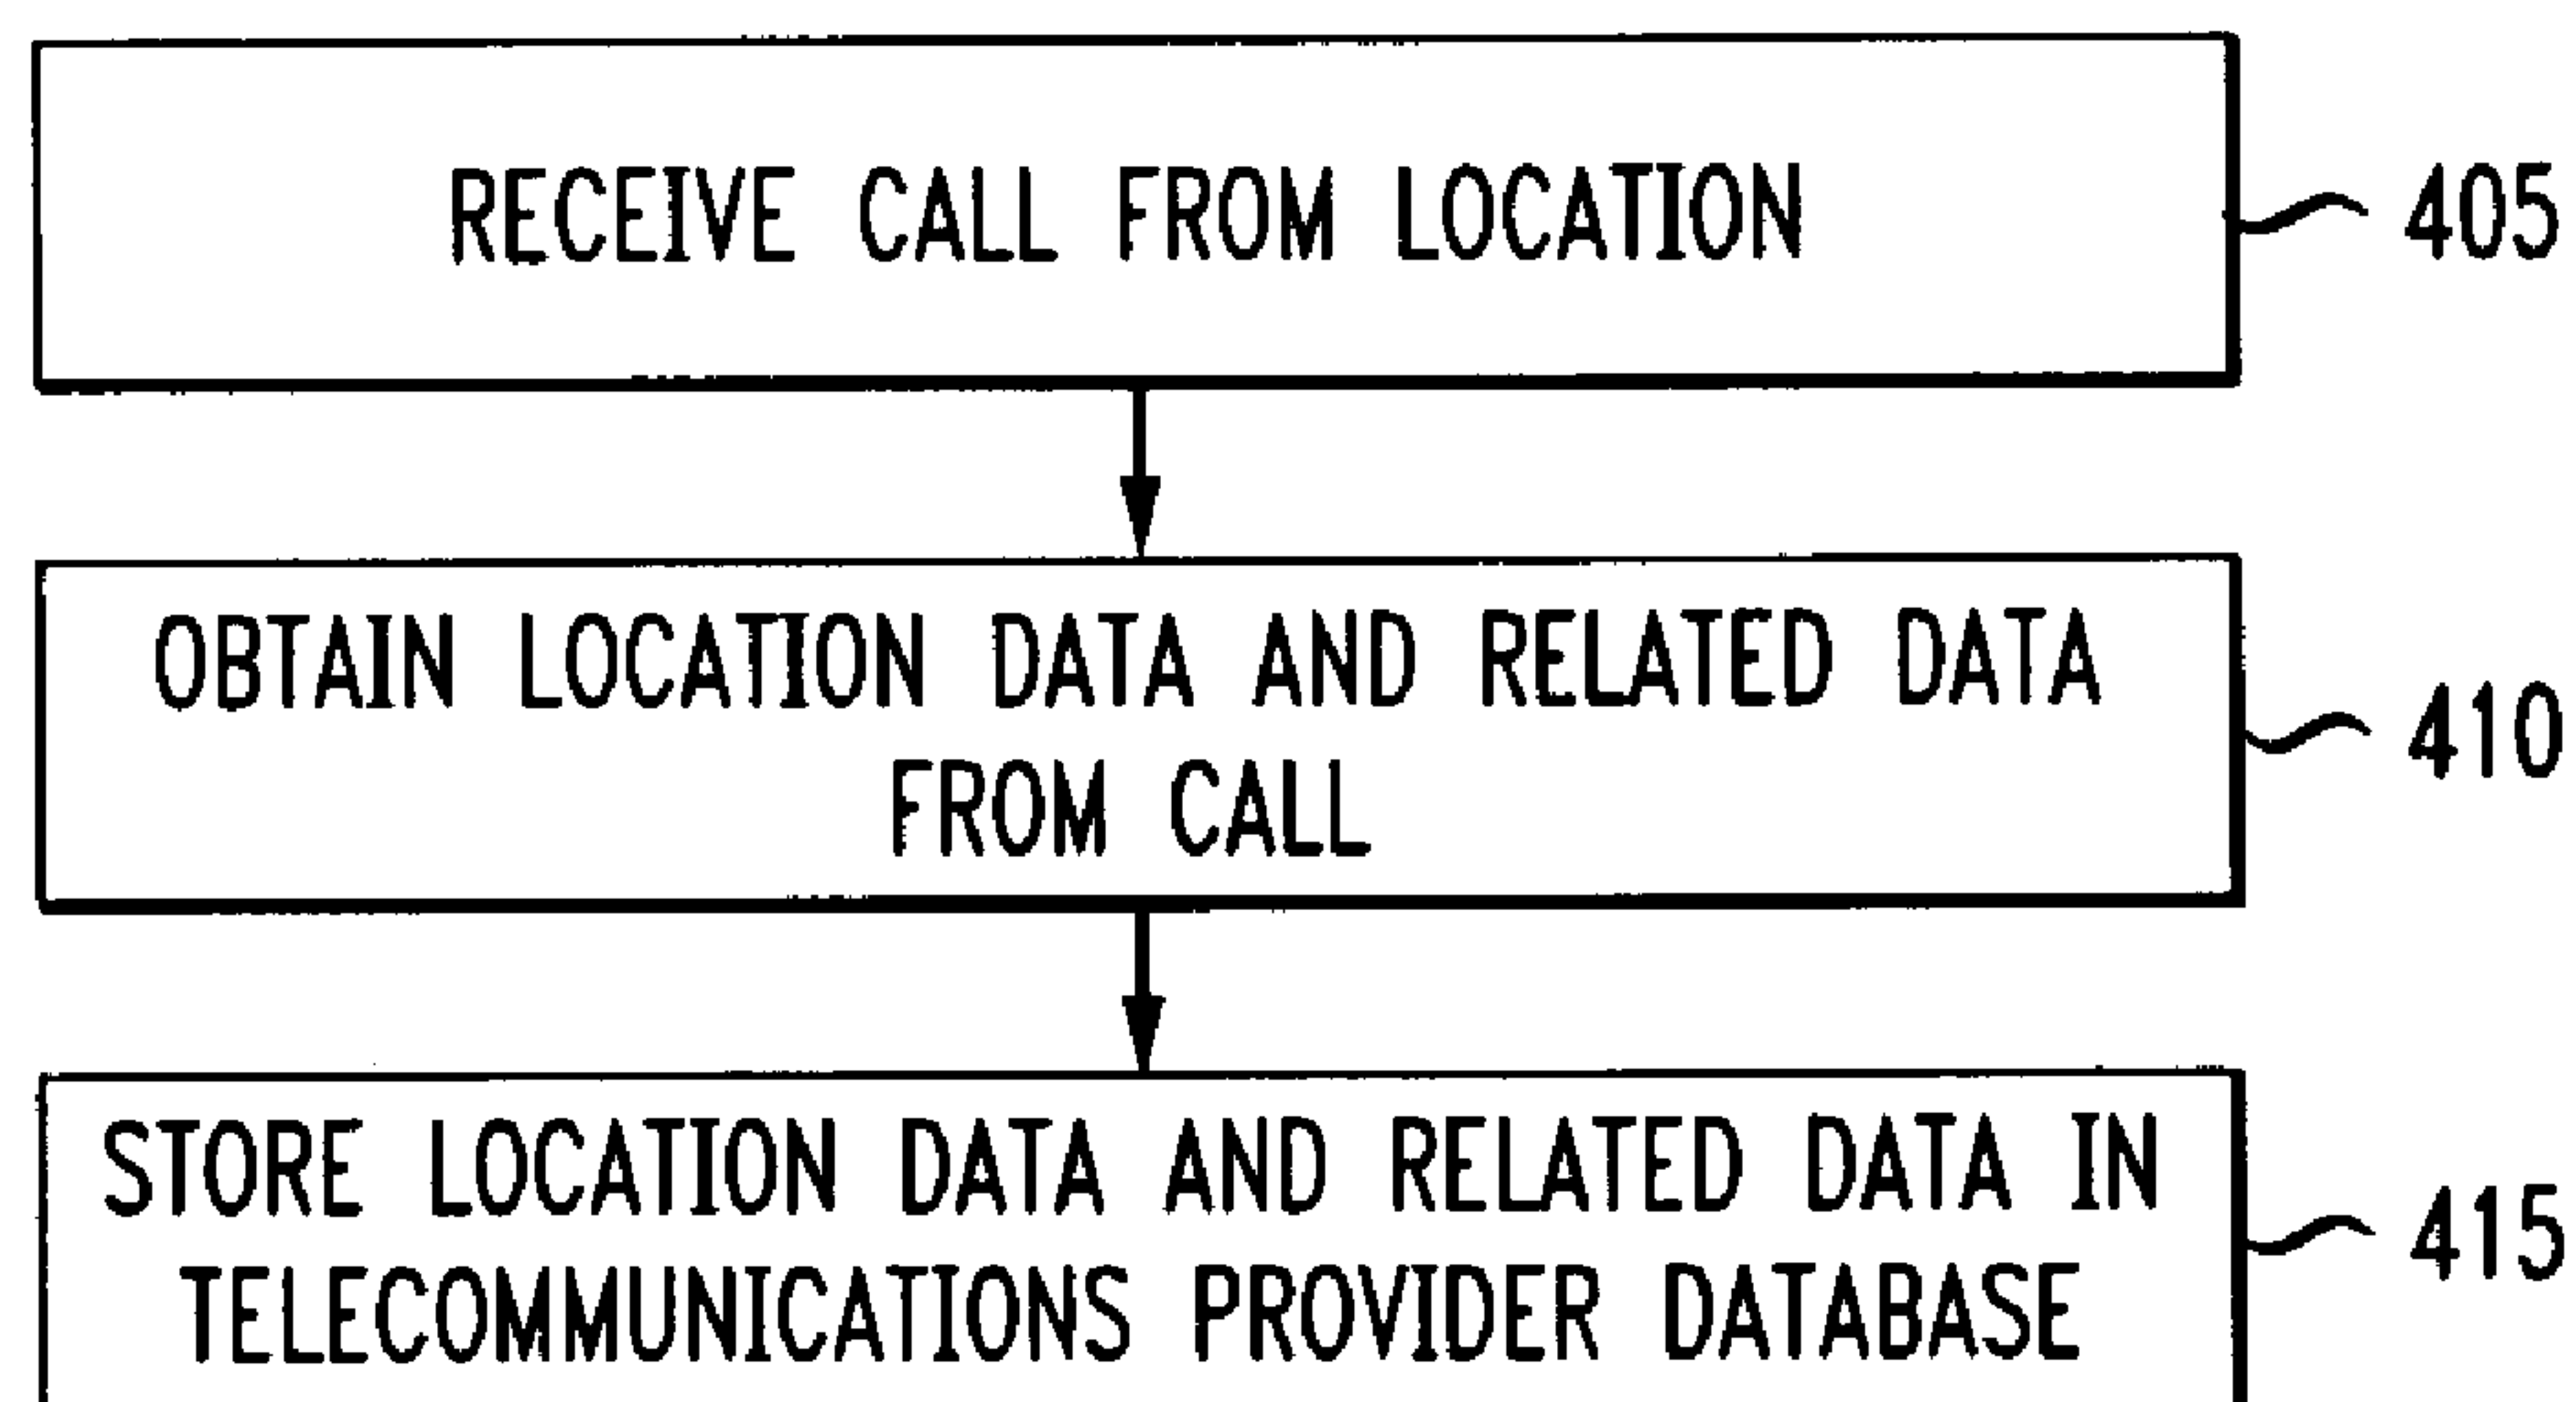 RECEIVE CALL FROM LOCATION
405
OBTAIN LOCATION DATA AND RELATED DATA
FROM CALL
410
STORE LOCATION DATA AND RELATED DATA IN
TELECOMMUNICATIONS PROVIDER DATABASE
415